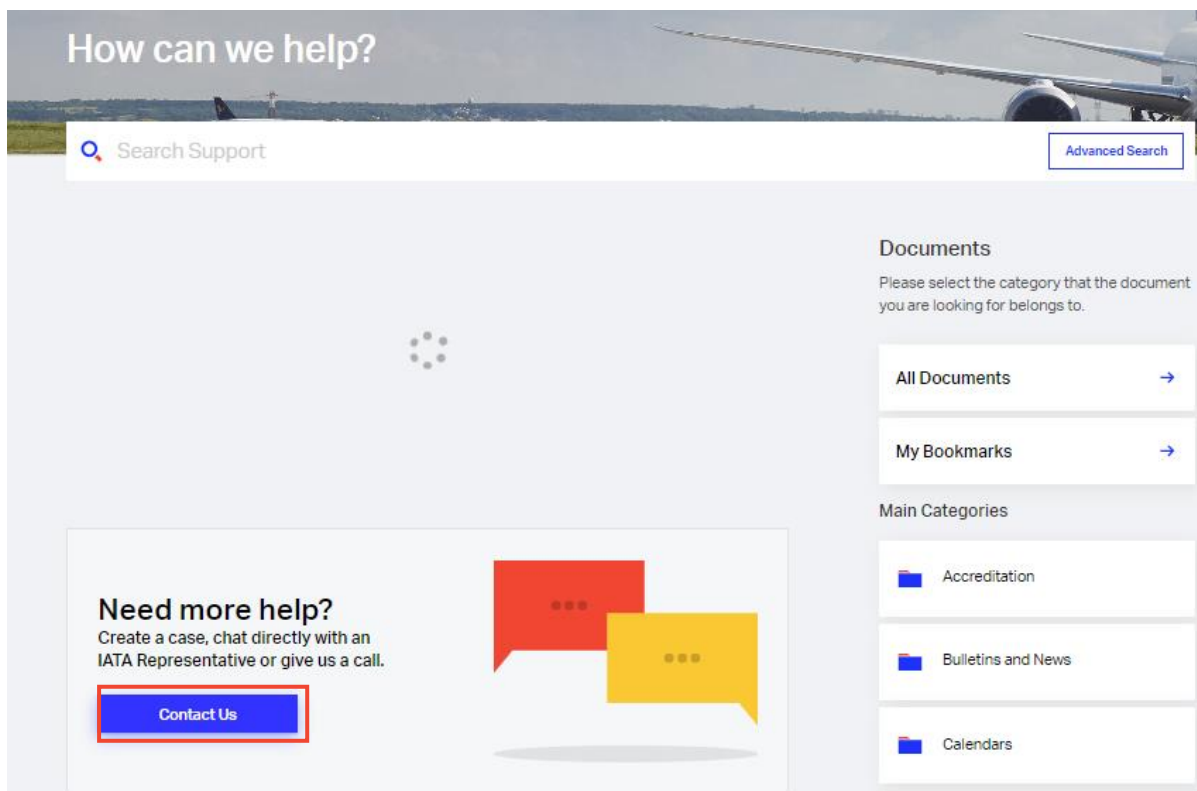 How can we help?
Search Support
Advanced Search
Documents
Please select the category that the document
you are looking for belongs to.
All Documents
My Bookmarks
Main Categories
Accreditation
Bulletins and News
Calendars
Need more help?
Create a case, chat directly with an
IATA Representative or give us a call.
Contact Us